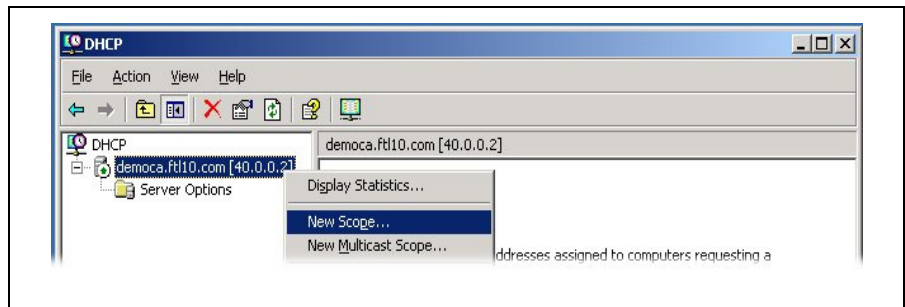 DHCP
File Action View Help
DHCP
democa.ftl10.com [40.0.0.2]
democa.ftl10.com [40.0.0.2]
Server Options
Display Statistics...
New Scope...
New Multicast Scope...
ddresses assigned to computers requesting a